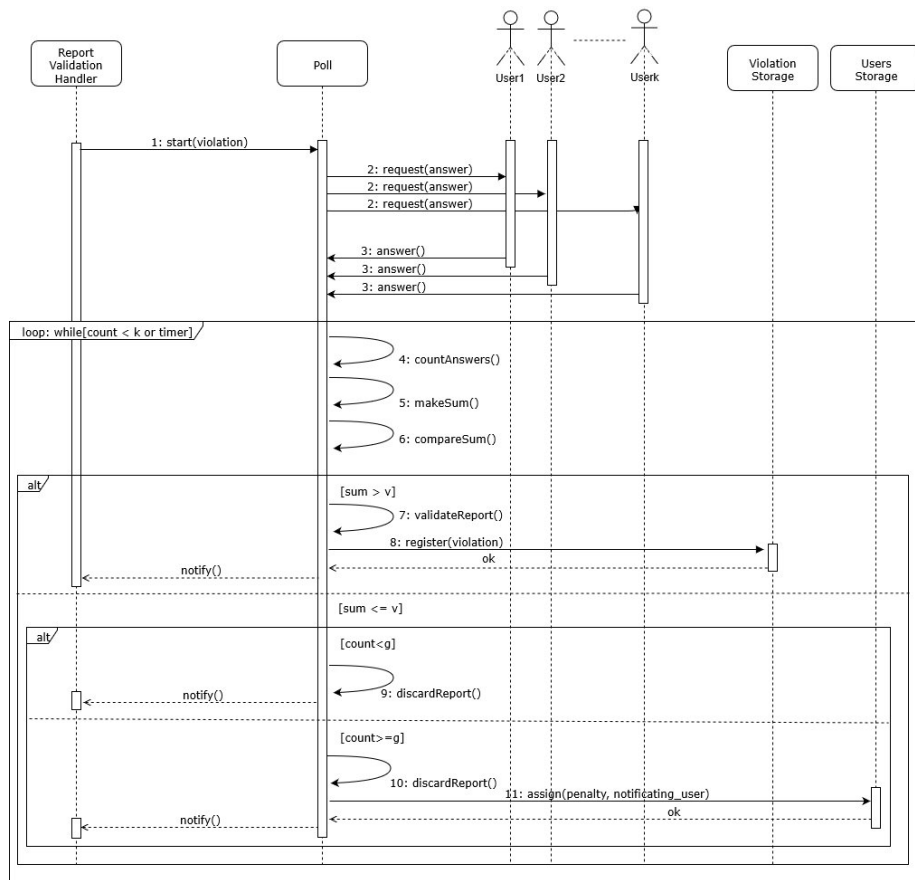 Report
Validation
Handler
Poll
User1
User2
Userk
Violation
Storage
Users
Storage
1: start(violation)
2: request(answer)
2: request(answer)
2: request(answer)
3: answer()
3: answer()
3: answer()
loop: while[count < k or timer]
4: countAnswers()
5: makeSum()
6: compareSum()
alt
[sum > v]
7: validateReport()
8: register(violation)
ok
notify()
[sum <= v]
alt
[count<g]
9: discardReport()
notify()
[count>=g]
10: discardReport()
11: assign(penalty, notificating_user)
ok
notify()